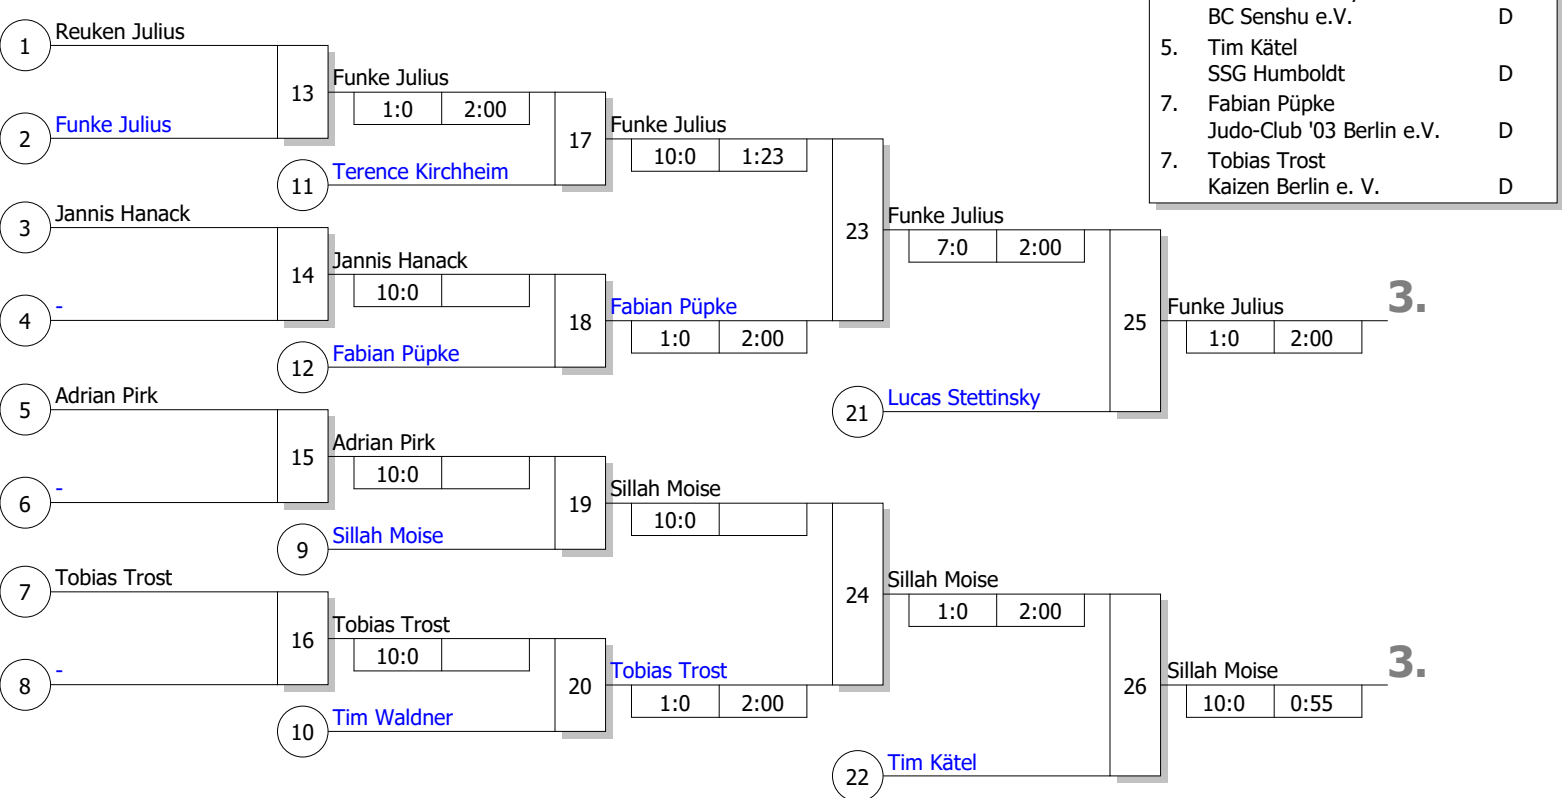 BC Senshu e.V. D
5. Tim Kätel
SSG Humboldt D
7. Fabian Püpke
Judo-Club '03 Berlin e.V. D
7. Tobias Trost
Kaizen Berlin e. V. D
1 Reuken Julius
13 Funke Julius
1:0 2:00
2 Funke Julius
17 Funke Julius
10:0 1:23
11 Terence Kirchheim
3 Jannis Hanack
23 Funke Julius
7:0 2:00
14 Jannis Hanack
10:0
4 -
18 Fabian Püpke
1:0 2:00
25 Funke Julius 3.
1:0 2:00
12 Fabian Püpke
5 Adrian Pirk
21 Lucas Stettinsky
15 Adrian Pirk
10:0
6 -
19 Sillah Moise
10:0
9 Sillah Moise
7 Tobias Trost
24 Sillah Moise
1:0 2:00
16 Tobias Trost
10:0
8 -
20 Tobias Trost
1:0 2:00
26 Sillah Moise 3.
10:0 0:55
10 Tim Waldner
22 Tim Kätel